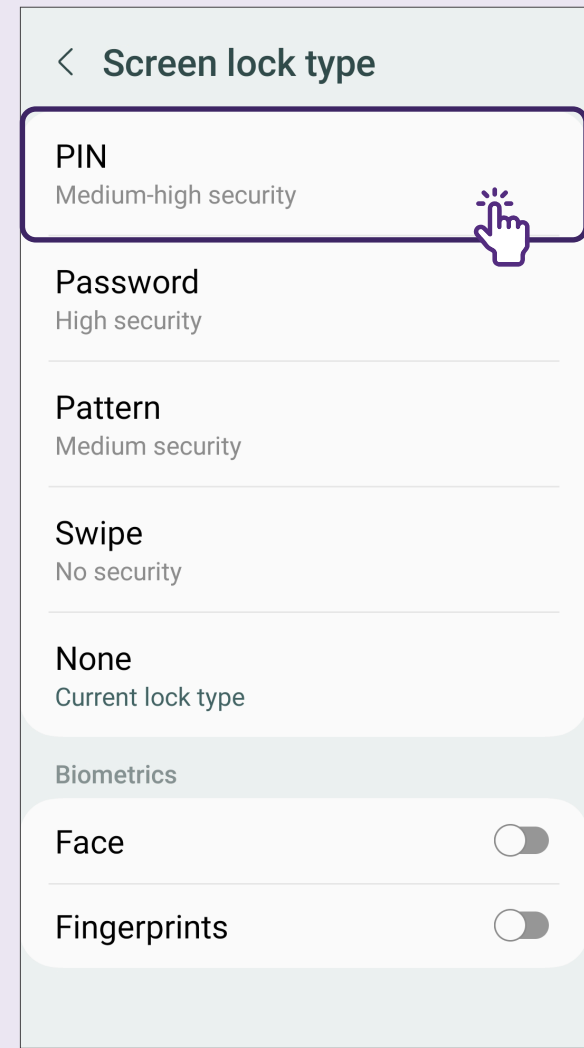 Screen lock type
PIN
Medium-high security
Password
High security
Pattern
Medium security
Swipe
No security
None
Current lock type
Biometrics
Face
Fingerprints